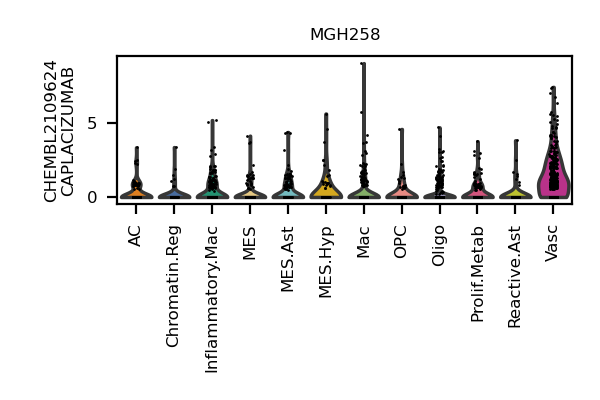 MGH258
CHEMBL2109624
CAPLACIZUMAB
5
0
AC
Chromatin.Reg
Inflammatory.Mac
MES
MES.Ast
MES.Hyp
Mac
OPC
Oligo
Prolif.Metab
Reactive.Ast
Vasc